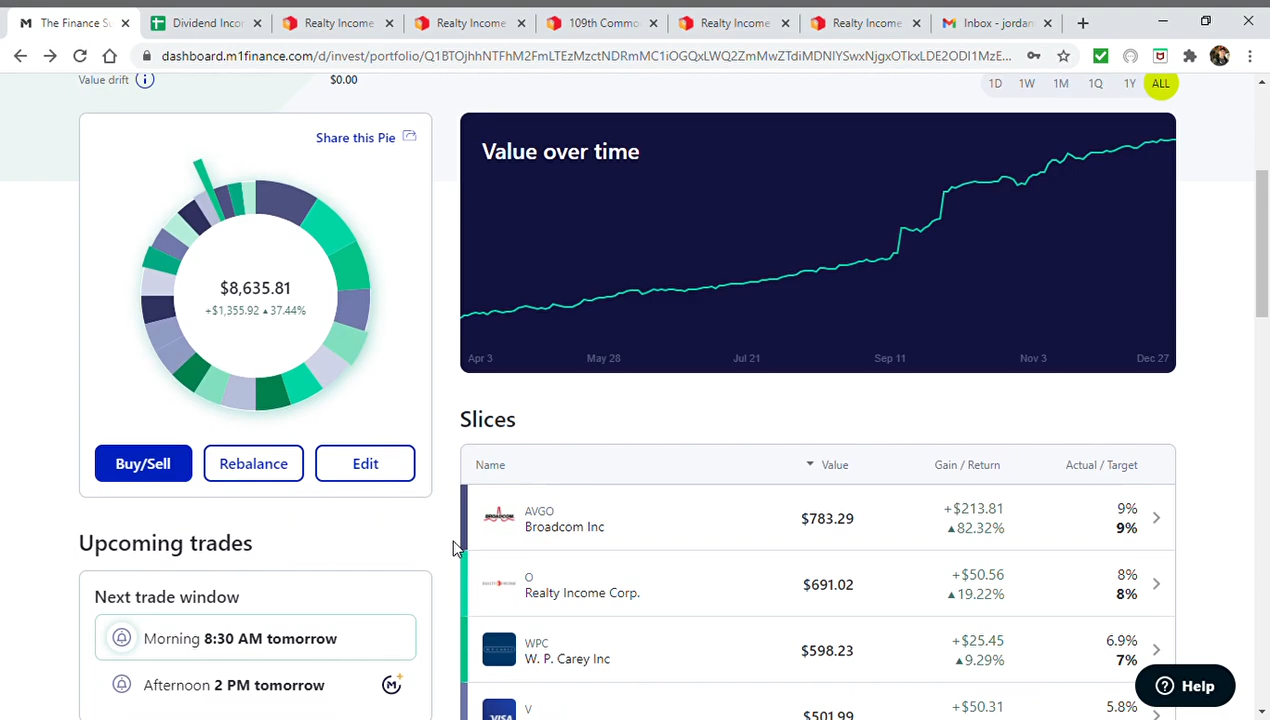 The Finance Su
Dividend Incor
Realty Income
Realty Income
109th Commo
Realty Income
Realty Income
Inbox - jordan
dashboard.m1finance.com/d/invest/portfolio/
Value drift
$0.00
1D 1W 1M 1Q 1Y ALL
Share this Pie
$8,635.81
+$1,355.92 ▴ 37.44%
Buy/Sell
Rebalance
Edit
Value over time
Apr 3 May 28 Jul 21 Sep 11 Nov 3 Dec 27
Slices
Name Value Gain / Return Actual / Target
AVGO
Broadcom Inc
$783.29
+$213.81
▴82.32%
9%
9%
O
Realty Income Corp.
$691.02
+$50.56
▴19.22%
8%
8%
WPC
W. P. Carey Inc
$598.23
+$25.45
▴9.29%
6.9%
7%
VISA
V
$501.99
+$50.31
5.8%
Upcoming trades
Next trade window
Morning 8:30 AM tomorrow
Afternoon 2 PM tomorrow
Help